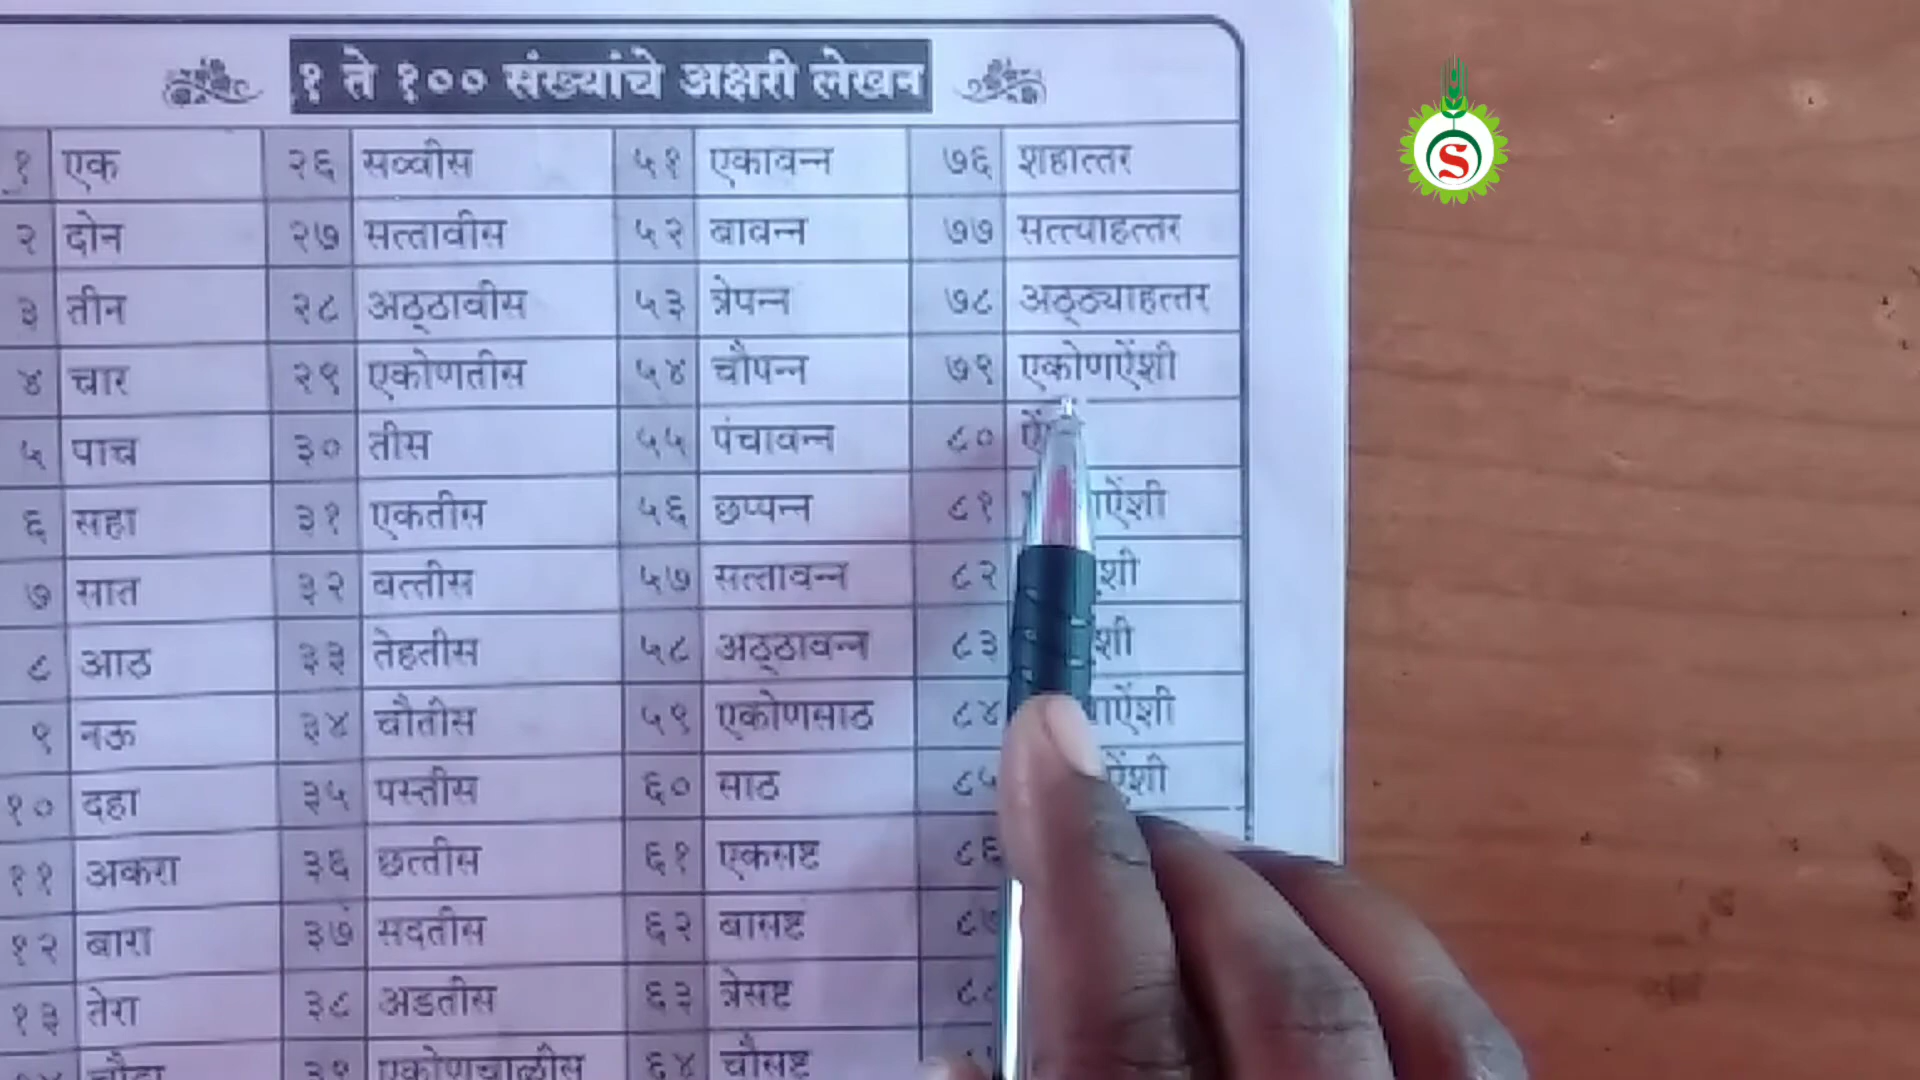 १ ते १०० संख्यांचे अक्षरी लेखन
१ एक २६ सव्वीस ५१ एकावन्न ७६ शहात्तर
२ दोन २७ सत्तावीस ५२ बावन्न ७७ सत्त्याहत्तर
३ तीन २८ अठ्ठावीस ५३ त्रेपन्न ७८ अठ्ठ्याहत्तर
४ चार २९ एकोणतीस ५४ चौपन्न ७९ एकोणऐंशी
५ पाच ३० तीस ५५ पंचावन्न ८०
६ सहा ३१ एकतीस ५६ छप्पन्न ८१
७ सात ३२ बत्तीस ५७ सत्तावन्न ८२
८ आठ ३३ तेहतीस ५८ अठ्ठावन्न ८३
९ नऊ ३४ चौतीस ५९ एकोणसाठ ८४
१० दहा ३५ पस्तीस ६० साठ ८५
११ अकरा ३६ छत्तीस ६१ एकसष्ट ८६
१२ बारा ३७ सदतीस ६२ बासष्ट ८७
१३ तेरा ३८ अडतीस ६३ त्रेसष्ट
चौदा ३९ एकोणचाळीस ६४ चौसष्ट
S